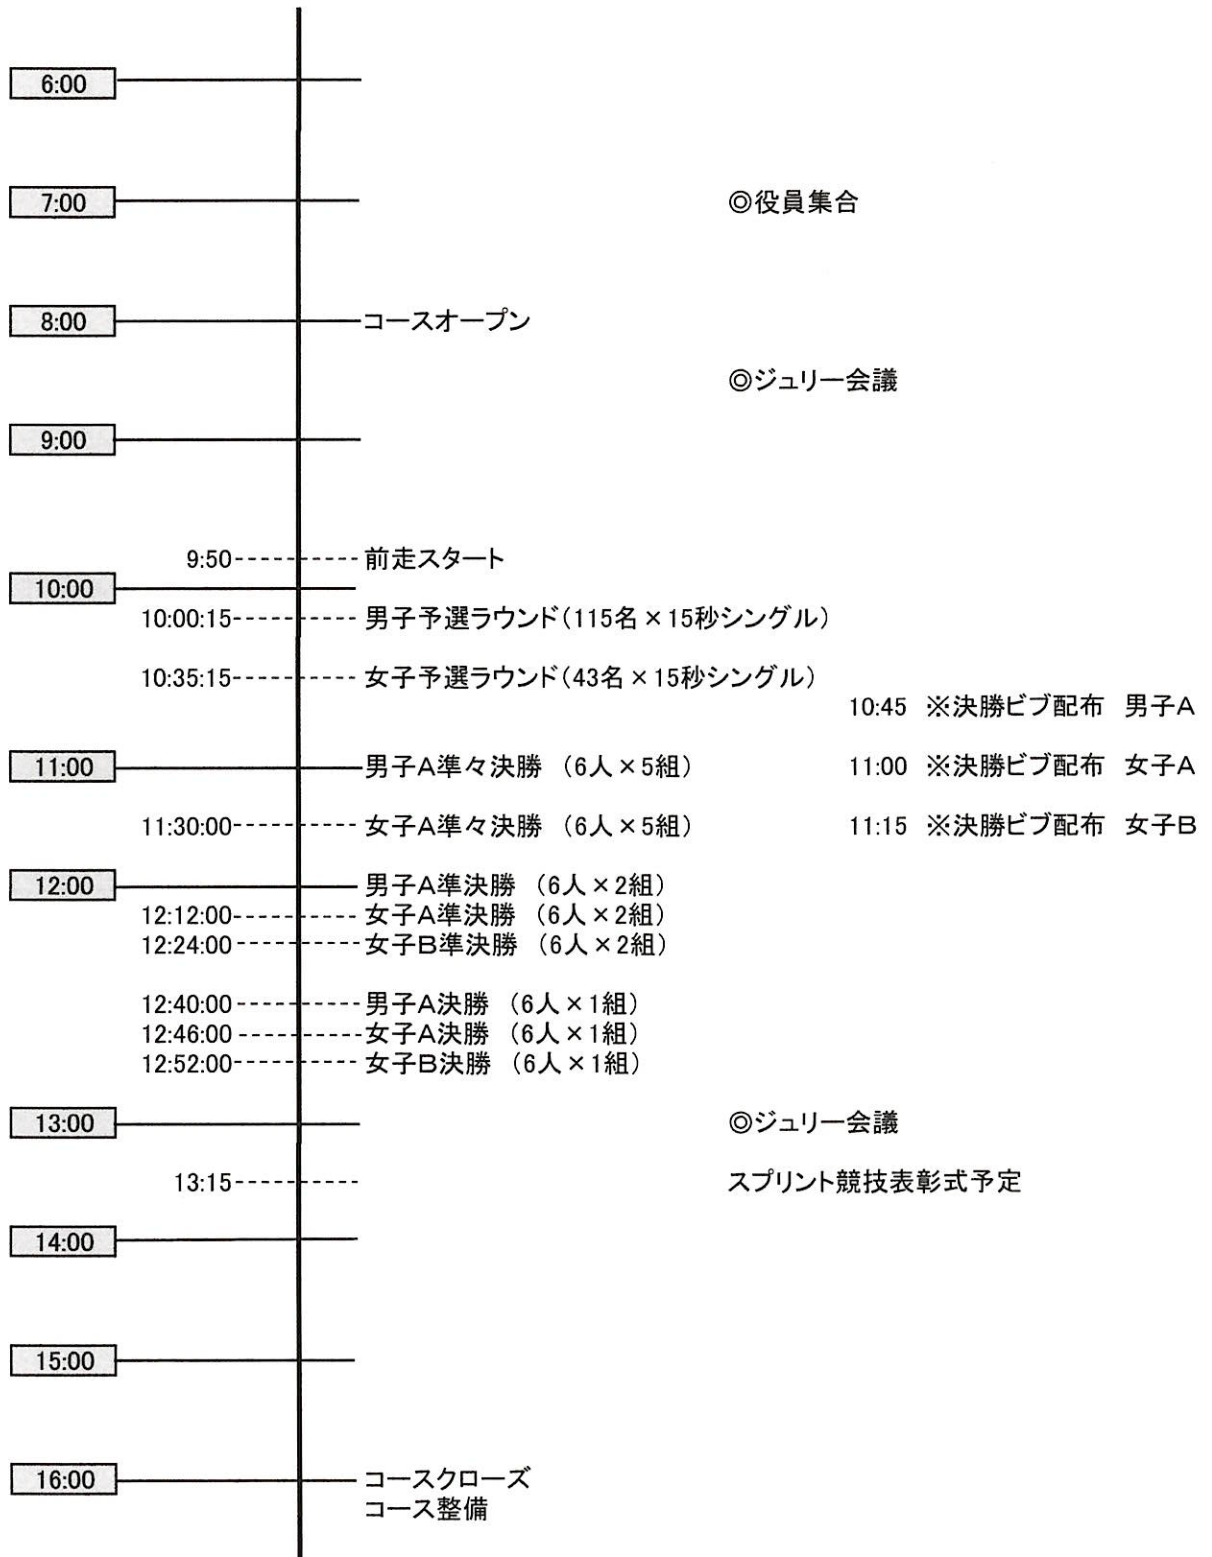 6:00
7:00 ◎役員集合
8:00 コースオープン
◎ジュリー会議
9:00
9:50 前走スタート
10:00
10:00:15 男子予選ラウンド(115名×15秒シングル)
10:35:15 女子予選ラウンド(43名×15秒シングル)
10:45 ※決勝ビブ配布 男子A
11:00 男子A準々決勝 (6人×5組) 11:00 ※決勝ビブ配布 女子A
11:30:00 女子A準々決勝 (6人×5組) 11:15 ※決勝ビブ配布 女子B
12:00 男子A準決勝 (6人×2組)
12:12:00 女子A準決勝 (6人×2組)
12:24:00 女子B準決勝 (6人×2組)
12:40:00 男子A決勝 (6人×1組)
12:46:00 女子A決勝 (6人×1組)
12:52:00 女子B決勝 (6人×1組)
13:00 ◎ジュリー会議
13:15 スプリント競技表彰式予定
14:00
15:00
16:00 コースクローズ
コース整備